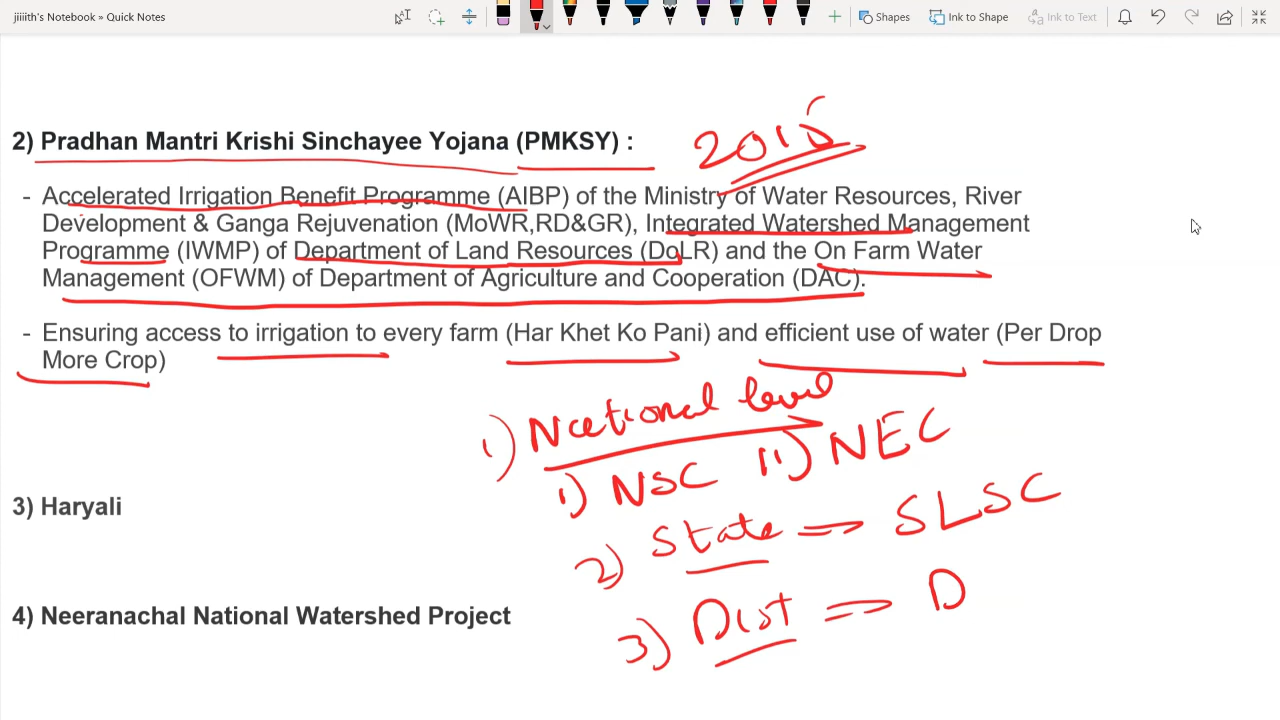 jiiiith's Notebook » Quick Notes
Shapes
Ink to Shape
Ink to Text
2) Pradhan Mantri Krishi Sinchayee Yojana (PMKSY) :
2015
- Accelerated Irrigation Benefit Programme (AIBP) of the Ministry of Water Resources, River
Development & Ganga Rejuvenation (MoWR,RD&GR), Integrated Watershed Management
Programme (IWMP) of Department of Land Resources (DoLR) and the On Farm Water
Management (OFWM) of Department of Agriculture and Cooperation (DAC).
- Ensuring access to irrigation to every farm (Har Khet Ko Pani) and efficient use of water (Per Drop
More Crop)
1) National level
1) NSC 11) NEC
3) Haryali
2) State => SLSC
4) Neeranachal National Watershed Project
3) Dist => D